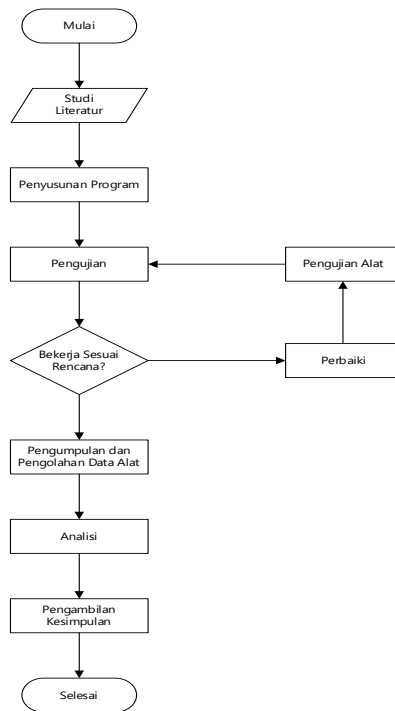 Mulai
Studi
Literatur
Penyusunan Program
Pengujian
Pengujian Alat
Bekerja Sesuai
Rencana?
Perbaiki
Pengumpulan dan
Pengolahan Data Alat
Analisi
Pengambilan
Kesimpulan
Selesai